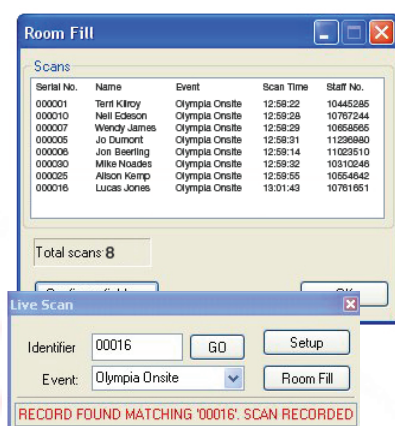 Room Fill
Scans
Serial No. Name Event Scan Time Staff No.
000001 Terri Kilroy Olympia Onsite 12:58:22 10445285
000010 Neil Edeson Olympia Onsite 12:59:28 10767244
000007 Wendy James Olympia Onsite 12:59:29 10658565
000005 Jo Dumont Olympia Onsite 12:58:31 11236980
000006 Jon Beerling Olympia Onsite 12:59:14 11023510
000030 Mike Noades Olympia Onsite 12:59:32 10310246
000025 Alison Kemp Olympia Onsite 12:59:55 10554642
000016 Lucas Jones Olympia Onsite 13:01:43 10761651
Total scans 8
Live Scan
Identifier 00016 GO Setup
Event: Olympia Onsite Room Fill
RECORD FOUND MATCHING '00016'. SCAN RECORDED